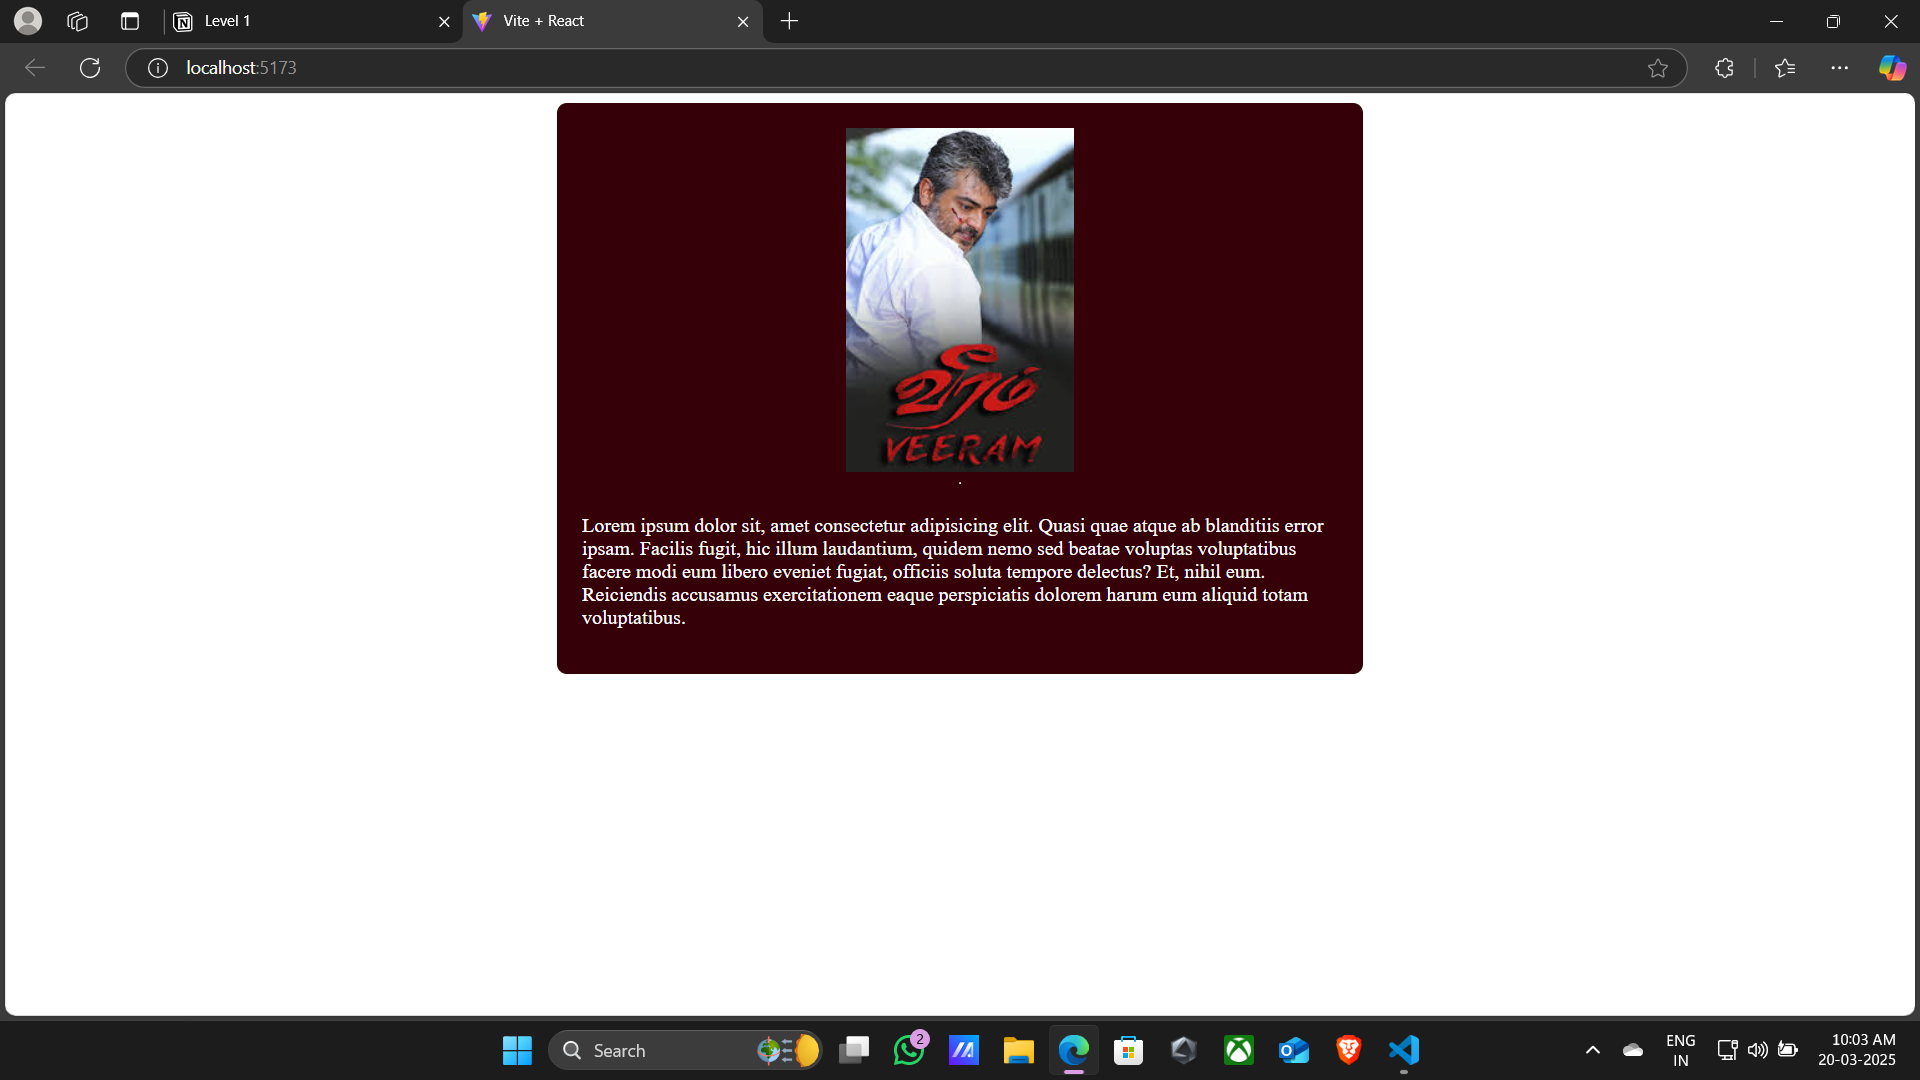 Level 1
Vite + React
localhost:5173
வீரம்
VEERAM
.
Lorem ipsum dolor sit, amet consectetur adipisicing elit. Quasi quae atque ab blanditiis error
ipsam. Facilis fugit, hic illum laudantium, quidem nemo sed beatae voluptas voluptatibus
facere modi eum libero eveniet fugiat, officiis soluta tempore delectus? Et, nihil eum.
Reiciendis accusamus exercitationem eaque perspiciatis dolorem harum eum aliquid totam
voluptatibus.
Search
2
ENG
IN
10:03 AM
20-03-2025